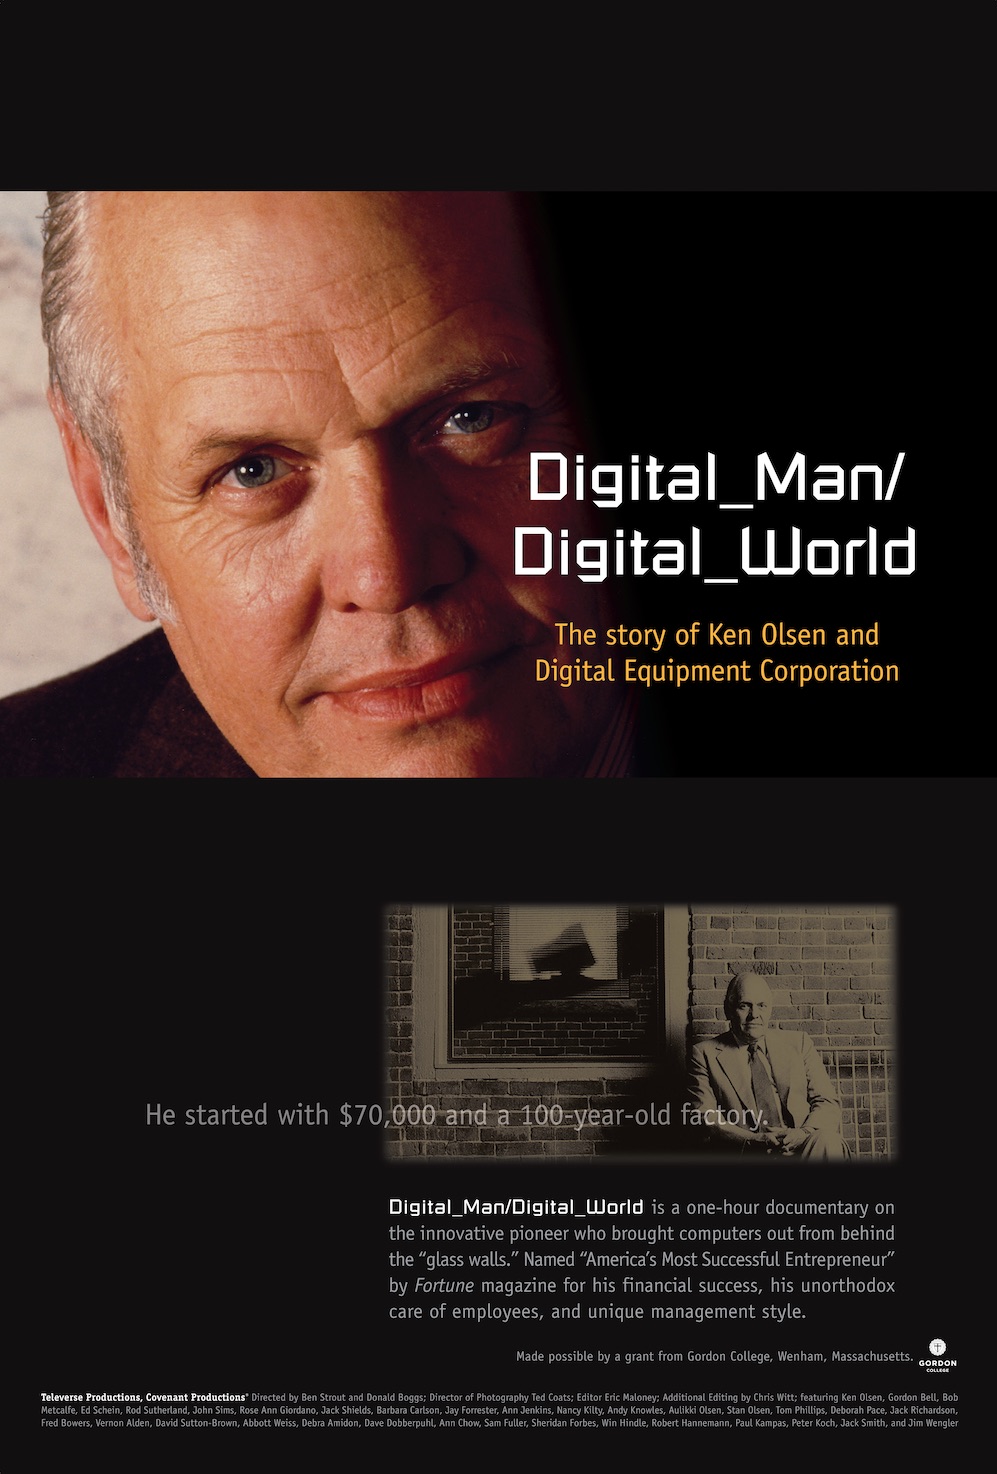 Digital_Man/
Digital_World
The story of Ken Olsen and
Digital Equipment Corporation
He started with $70,000 and a 100-year-old factory.
Digital_Man/Digital_World is a one-hour documentary on
the innovative pioneer who brought computers out from behind
the “glass walls.” Named “America’s Most Successful Entrepreneur”
by Fortune magazine for his financial success, his unorthodox
care of employees, and unique management style.
Made possible by a grant from Gordon College, Wenham, Massachusetts.
GORDON
COLLEGE
Televerse Productions, Covenant Productions® Directed by Ben Strout and Donald Boggs; Director of Photography Ted Coats; Editor Eric Maloney; Additional Editing by Chris Witt; featuring Ken Olsen, Gordon Bell, Bob
Metcalfe, Ed Schein, Rod Sutherland, John Sims, Rose Ann Giordano, Jack Shields, Barbara Carlson, Jay Forrester, Ann Jenkins, Nancy Kilty, Andy Knowles, Aulikki Olsen, Stan Olsen, Tom Phillips, Deborah Pace, Jack Richardson,
Fred Bowers, Vernon Alden, David Sutton-Brown, Abbott Weiss, Debra Amidon, Dave Dobberpuhl, Ann Chow, Sam Fuller, Sheridan Forbes, Win Hindle, Robert Hannemann, Paul Kampas, Peter Koch, Jack Smith, and Jim Wengler